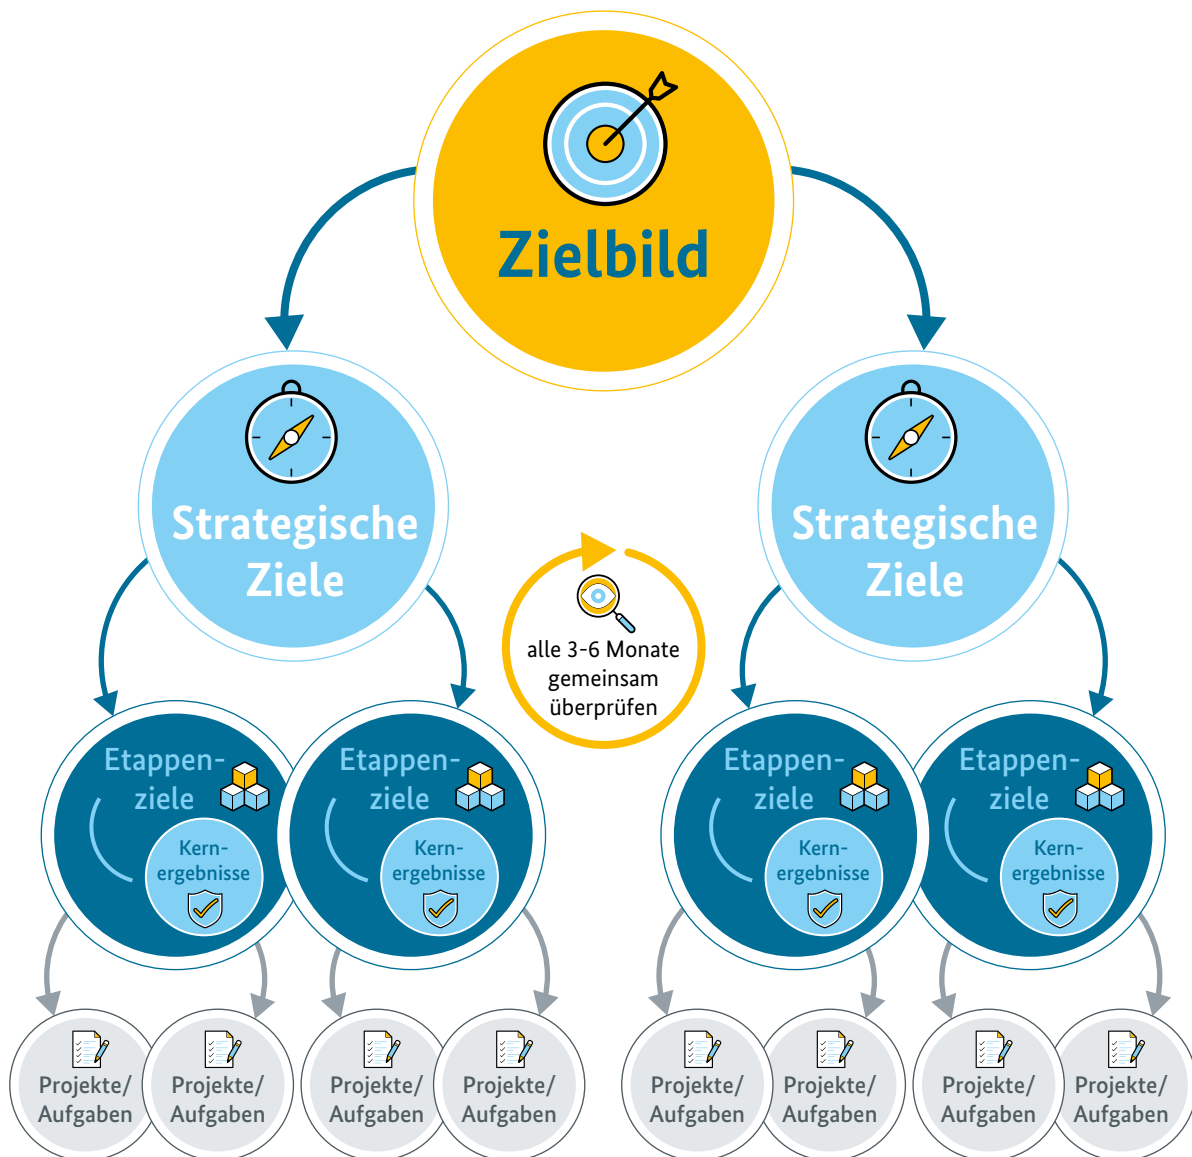 Zielbild
Strategische
Ziele
Strategische
Ziele
alle 3-6 Monate
gemeinsam
überprüfen
Etappen-
ziele
Kern-
ergebnisse
Etappen-
ziele
Kern-
ergebnisse
Etappen-
ziele
Kern-
ergebnisse
Etappen-
ziele
Kern-
ergebnisse
Projekte/
Aufgaben
Projekte/
Aufgaben
Projekte/
Aufgaben
Projekte/
Aufgaben
Projekte/
Aufgaben
Projekte/
Aufgaben
Projekte/
Aufgaben
Projekte/
Aufgaben